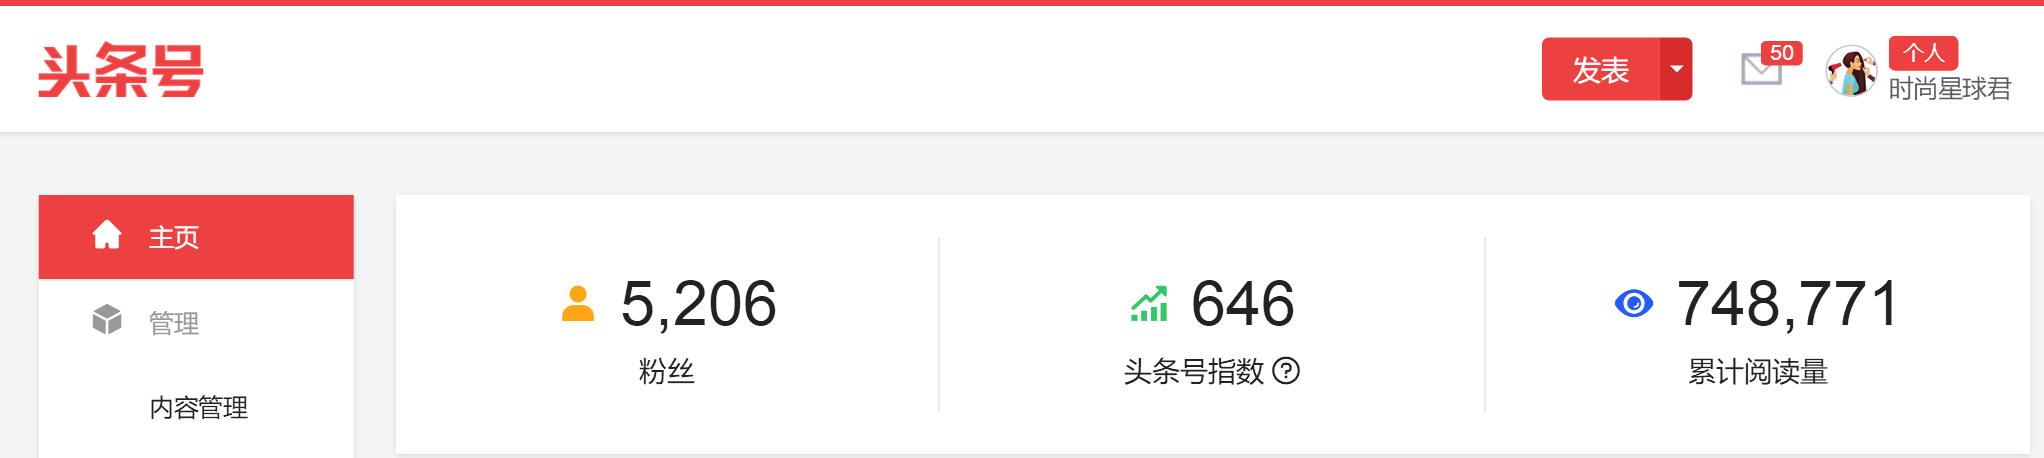 头条号
发表
50
个人
时尚星球君
主页
管理
内容管理
5,206
粉丝
646
头条号指数 ?
748,771
累计阅读量